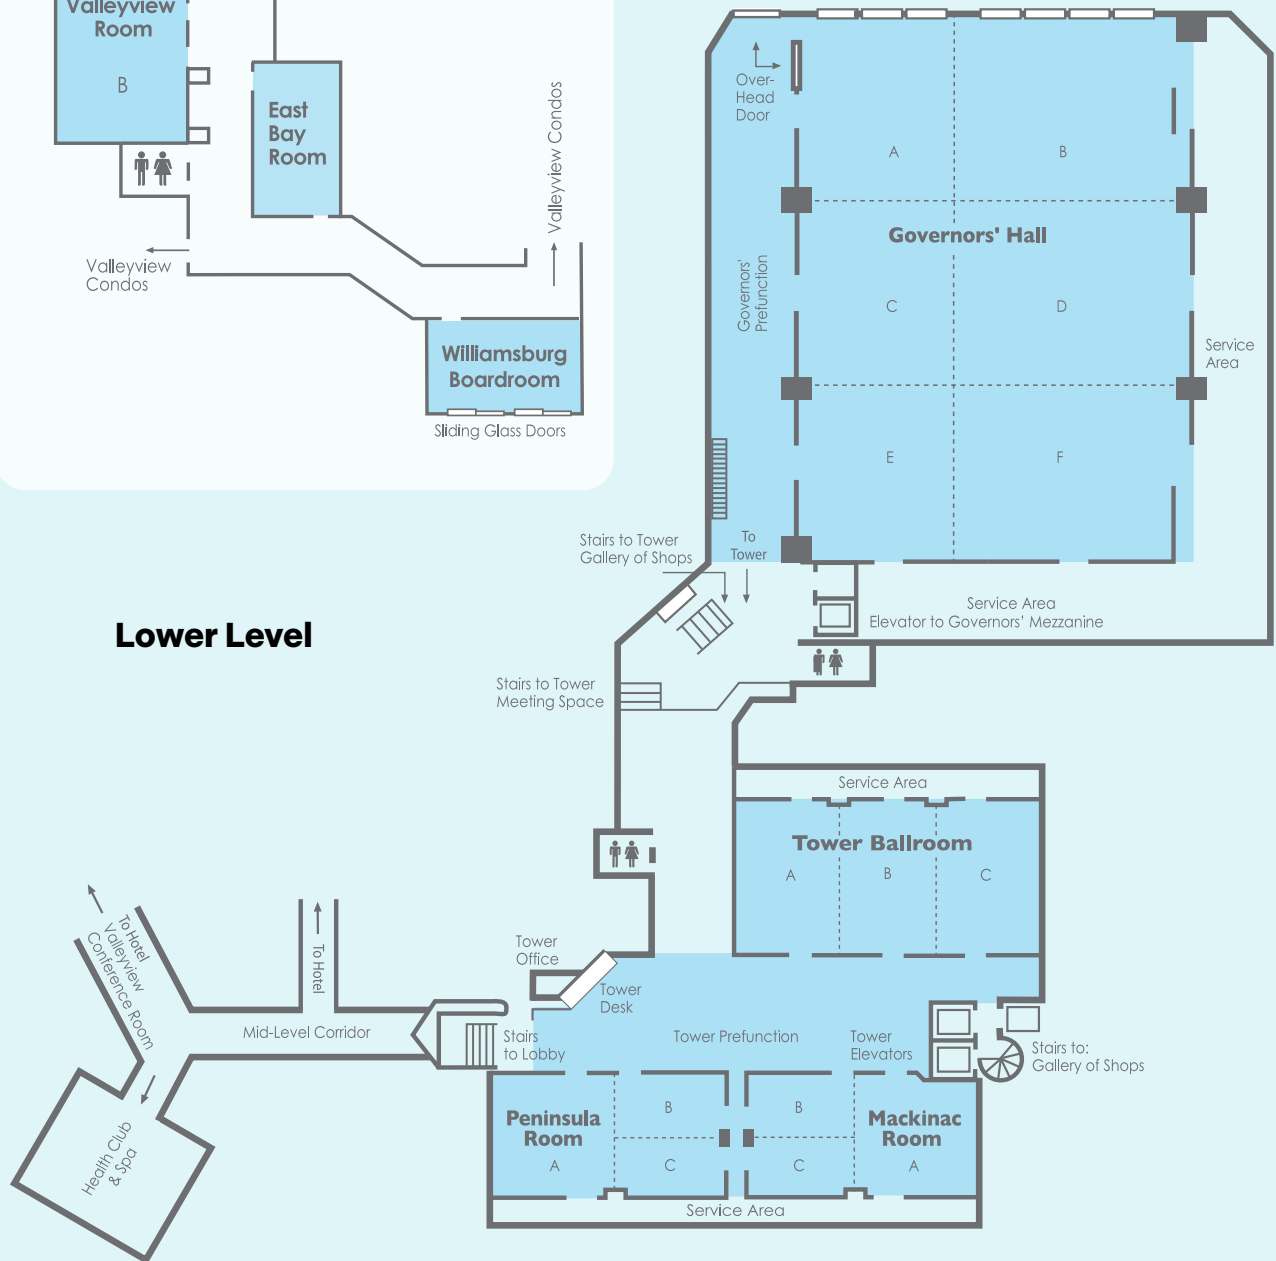 Valleyview
Room
B
East
Bay
Room
Valleyview Condos
Valleyview
Condos
Williamsburg
Boardroom
Sliding Glass Doors
Over-
Head
Door
A
B
Governors' Hall
Governors'
Prefunction
C
D
Service
Area
E
F
Stairs to Tower
Gallery of Shops
To
Tower
Service Area
Elevator to Governors' Mezzanine
Lower Level
Stairs to Tower
Meeting Space
Service Area
Tower Ballroom
A
B
C
To Hotel
Valleyview
Conference Room
To Hotel
Tower
Office
Tower
Desk
Mid-Level Corridor
Stairs
to Lobby
Tower Prefunction
Tower
Elevators
Stairs to:
Gallery of Shops
Peninsula
Room
A
B
C
B
C
Mackinac
Room
A
Health Club
& Spa
Service Area